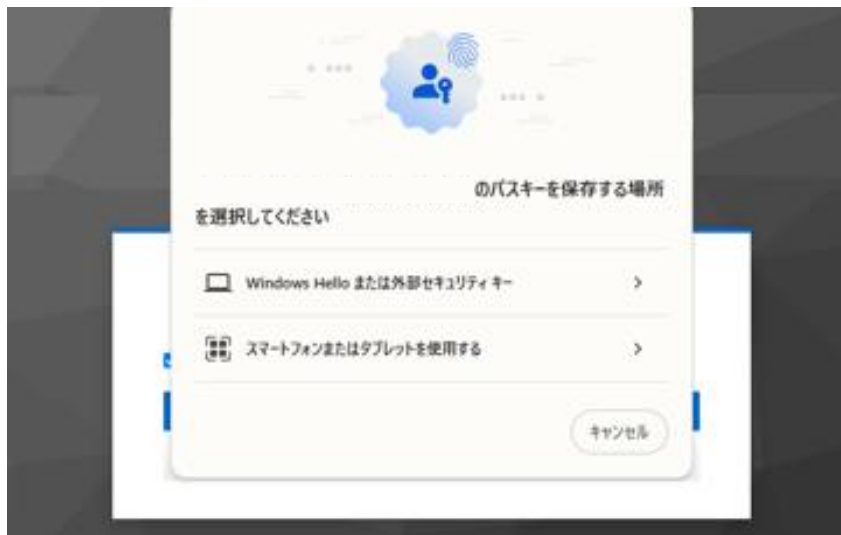 のパスキーを保存する場所
を選択してください
Windows Hello または外部セキュリティ キー
スマートフォンまたはタブレットを使用する
キャンセル